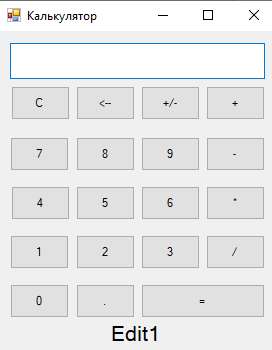 Калькулятор
C <-- +/- +
7 8 9 -
4 5 6 *
1 2 3 /
0 . =
Edit1